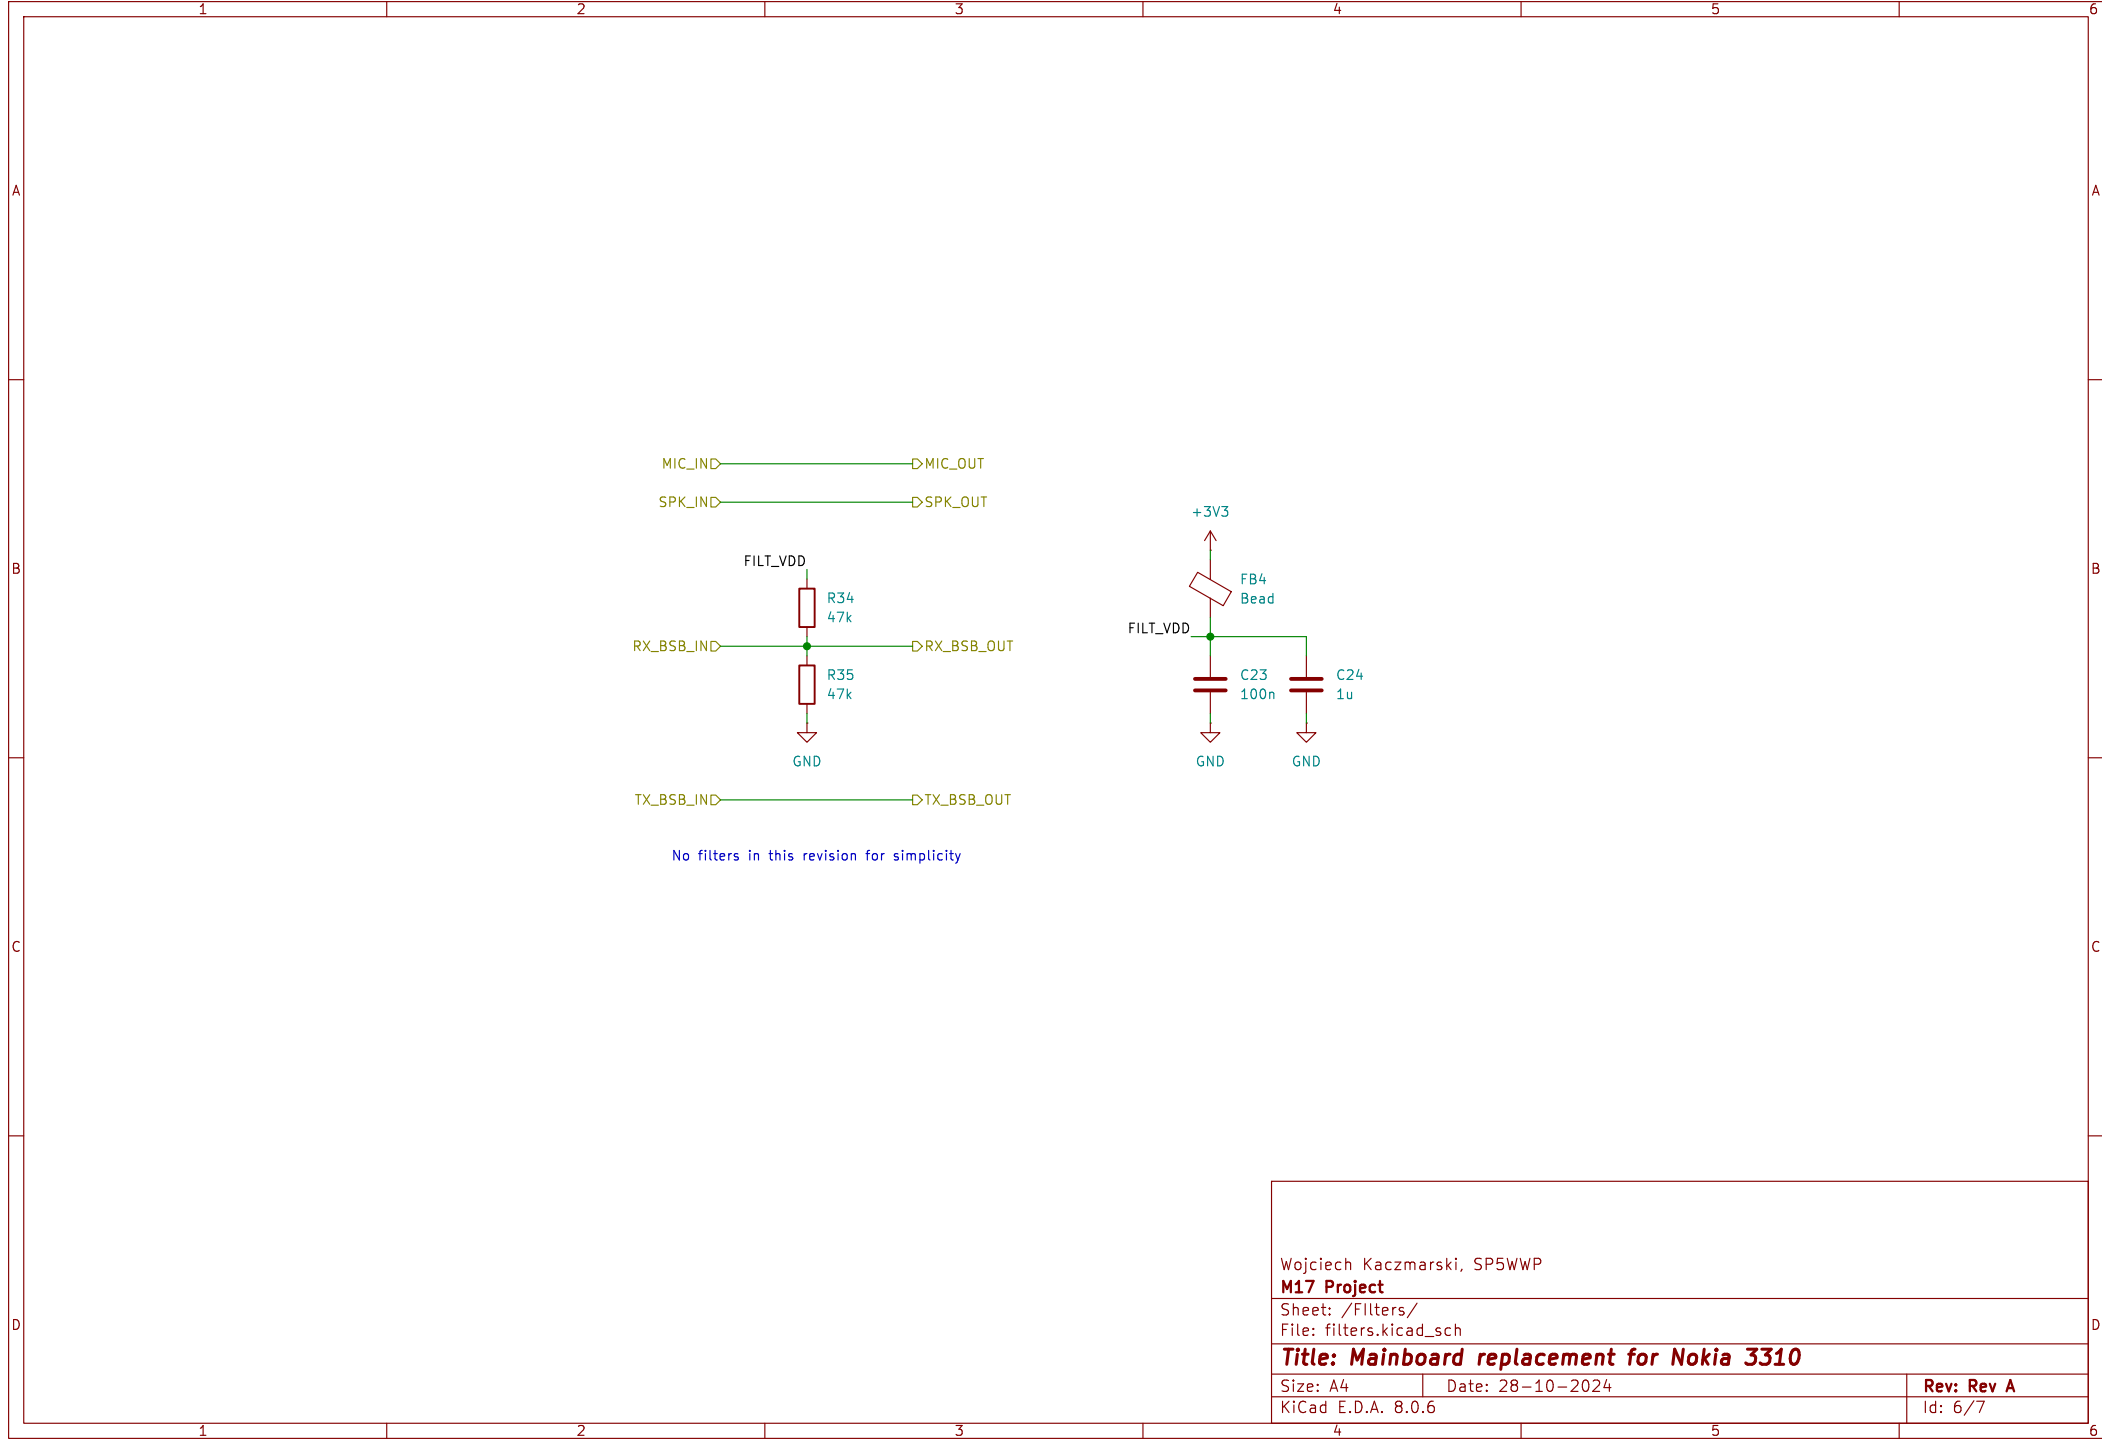 1 2 3 4 5 6
A A
MIC_IN MIC_OUT
SPK_IN SPK_OUT
+3V3
FILT_VDD
B B
FB4
Bead
R34
47k
FILT_VDD
RX_BSB_IN RX_BSB_OUT
R35
47k
C23
100n
C24
1u
GND GND GND
TX_BSB_IN TX_BSB_OUT
No filters in this revision for simplicity
C C
Wojciech Kaczmarski, SP5WWP
M17 Project
Sheet: /FIlters/
File: filters.kicad_sch
D D
Title: Mainboard replacement for Nokia 3310
Size: A4 Date: 28-10-2024 Rev: Rev A
KiCad E.D.A. 8.0.6 Id: 6/7
1 2 3 4 5 6